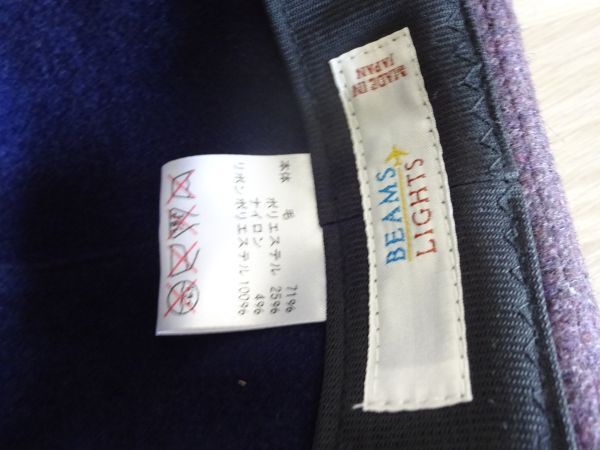 MADE IN
JAPAN
BEAMS
LIGHTS
本体 毛 71%
ポリエステル 25%
ナイロン 4%
リボン ポリエステル 100%